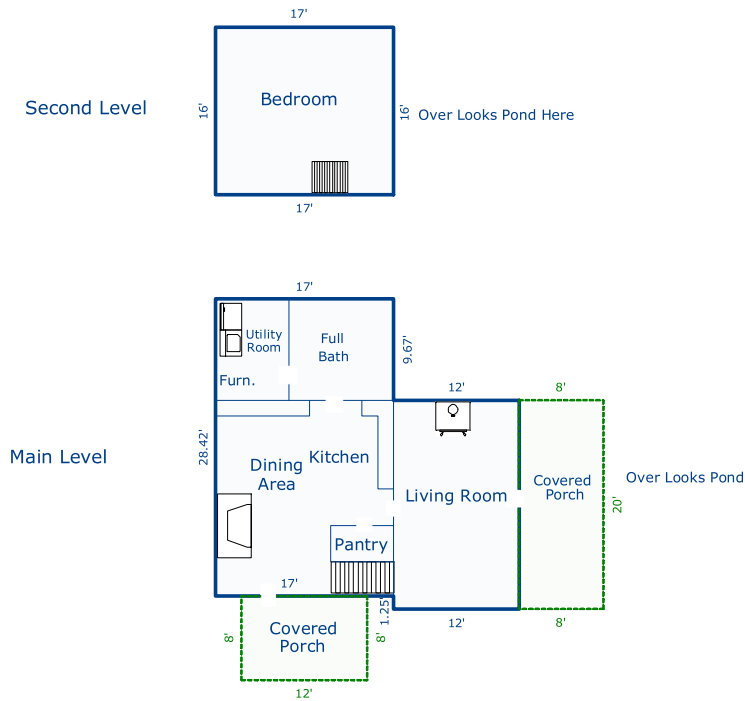 17'
Second Level
16'
Bedroom
16'
Over Looks Pond Here
17'
17'
Utility
Room
Full
Bath
Furn.
9.67'
12'
8'
Main Level
28.42'
Dining
Area
Kitchen
Living Room
Covered
Porch
Over Looks Pond
20'
Pantry
17'
1.25'
12'
8'
8'
Covered
Porch
8'
12'